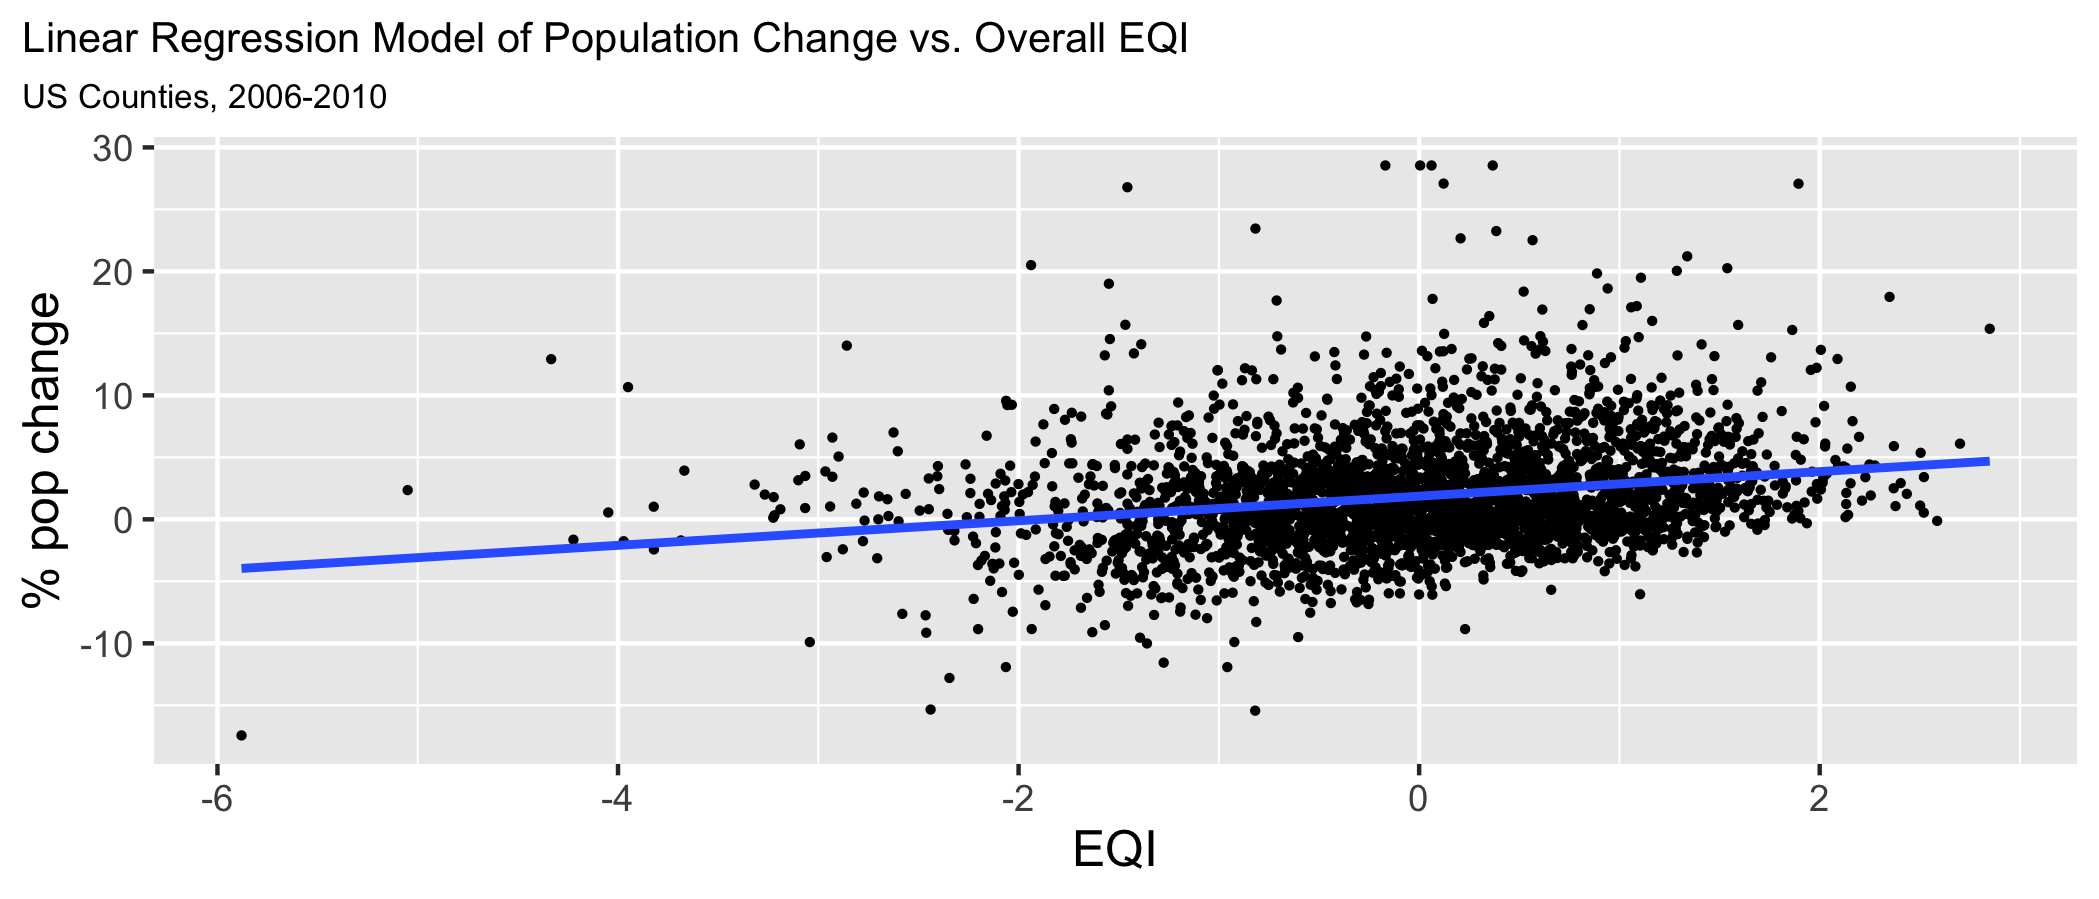 Linear Regression Model of Population Change vs. Overall EQI
US Counties, 2006-2010
30
20
10
0
-10
% pop change
-6 -4 -2 0 2
EQI